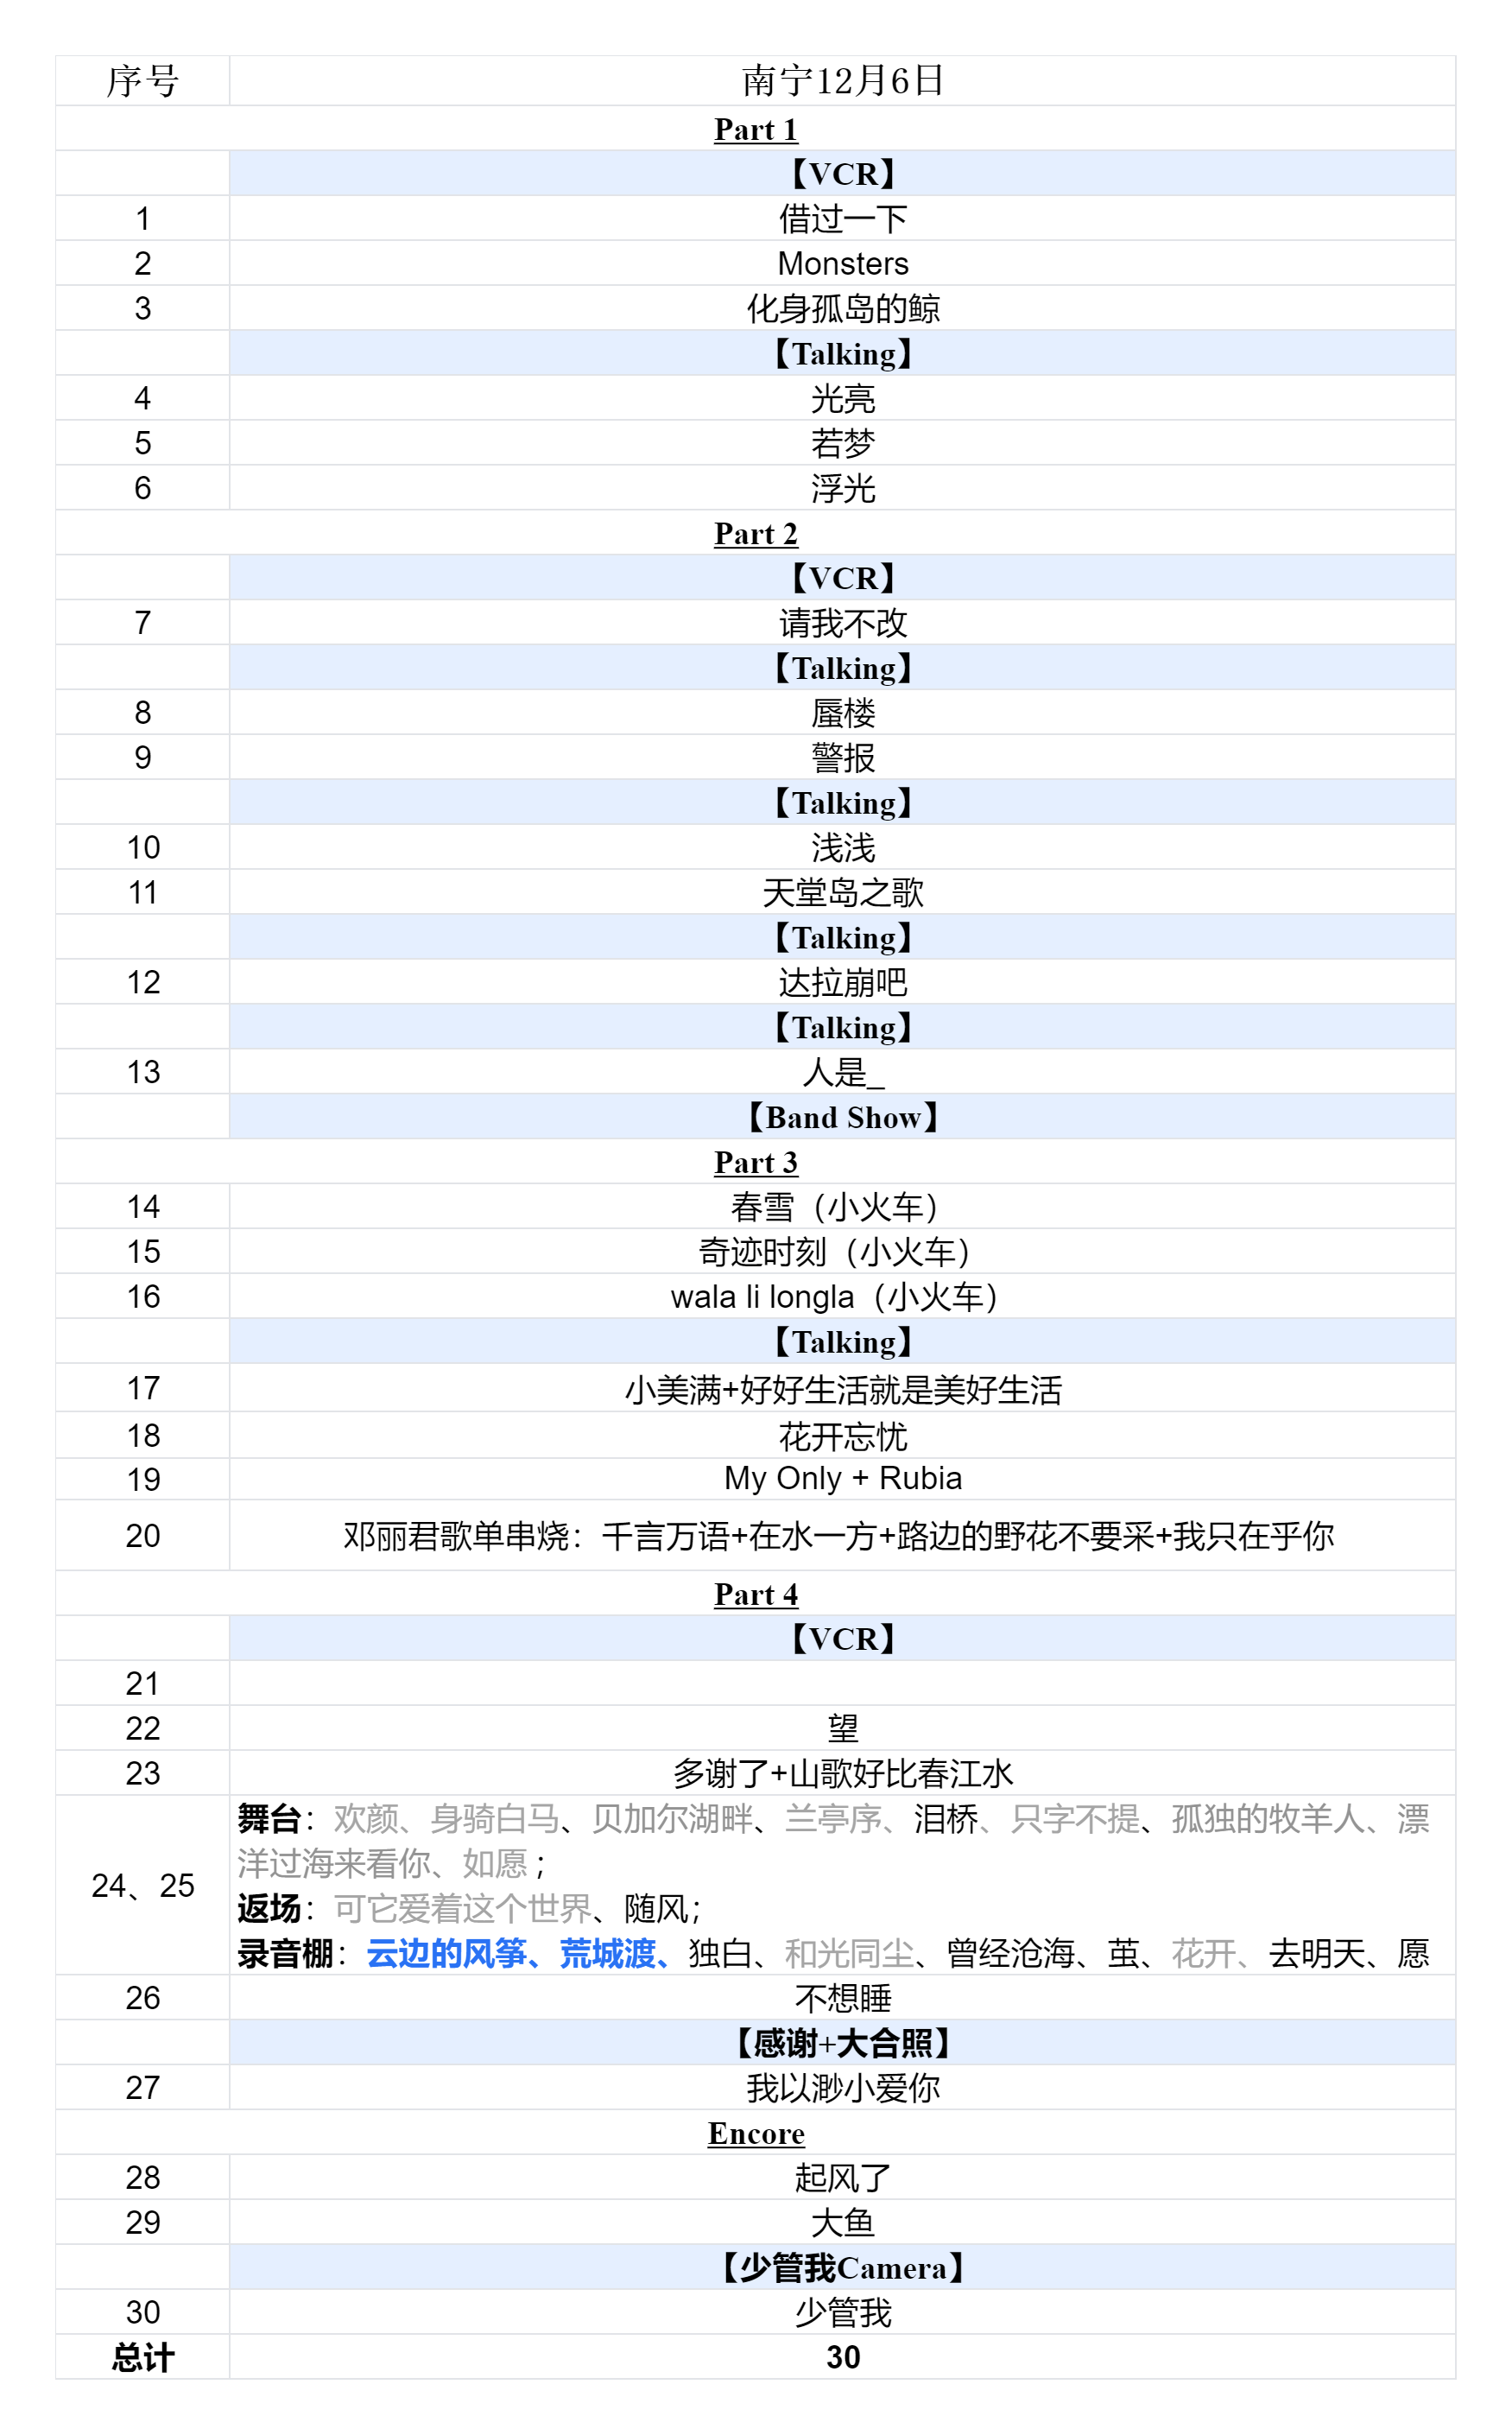 序号 南宁12月6日
Part 1
【VCR】
1 借过一下
2 Monsters
3 化身孤岛的鲸
【Talking】
4 光亮
5 若梦
6 浮光
Part 2
【VCR】
7 请我不改
【Talking】
8 蜃楼
9 警报
【Talking】
10 浅浅
11 天堂岛之歌
【Talking】
12 达拉崩吧
【Talking】
13 人是_
【Band Show】
Part 3
14 春雪（小火车）
15 奇迹时刻（小火车）
16 wala li longla（小火车）
【Talking】
17 小美满+好好生活就是美好生活
18 花开忘忧
19 My Only + Rubia
20 邓丽君歌单串烧：千言万语+在水一方+路边的野花不要采+我只在乎你
Part 4
【VCR】
21
22 望
23 多谢了+山歌好比春江水
24、25
舞台：欢颜、身骑白马、贝加尔湖畔、兰亭序、泪桥、只字不提、孤独的牧羊人、漂
洋过海来看你、如愿；
返场：可它爱着这个世界、随风；
录音棚：云边的风筝、荒城渡、独白、和光同尘、曾经沧海、茧、花开、去明天、愿
26 不想睡
【感谢+大合照】
27 我以渺小爱你
Encore
28 起风了
29 大鱼
【少管我Camera】
30 少管我
总计 30